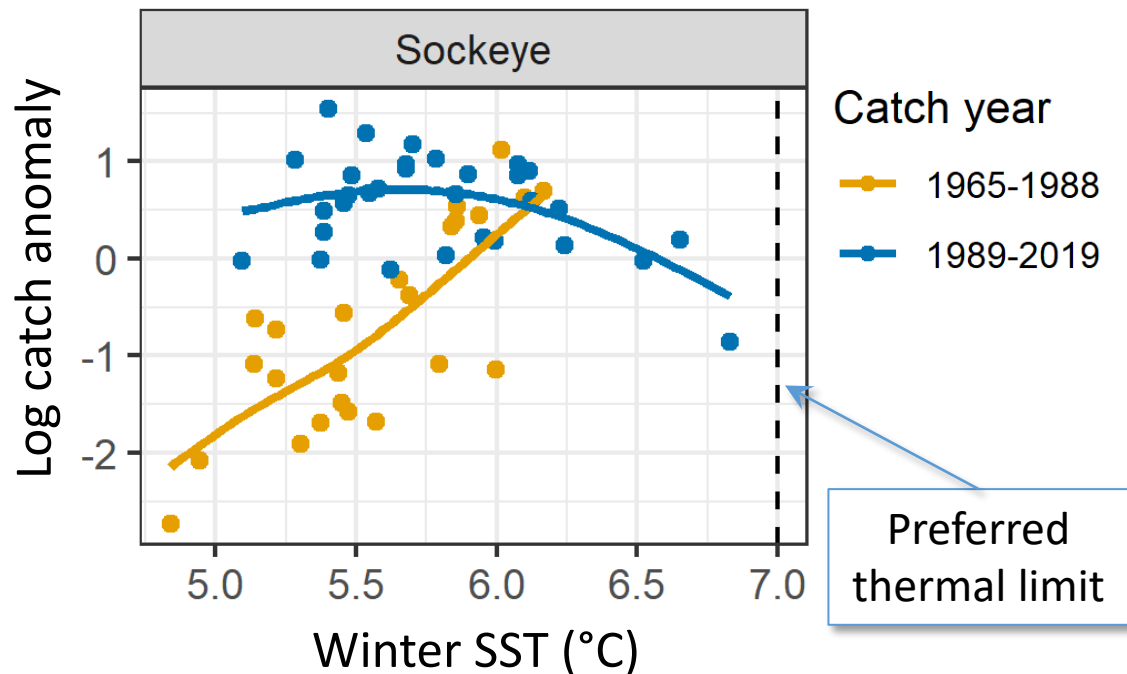 Sockeye
Log catch anomaly
1
0
-1
-2
5.0 5.5 6.0 6.5 7.0
Winter SST (°C)
Catch year
1965-1988
1989-2019
Preferred
thermal limit